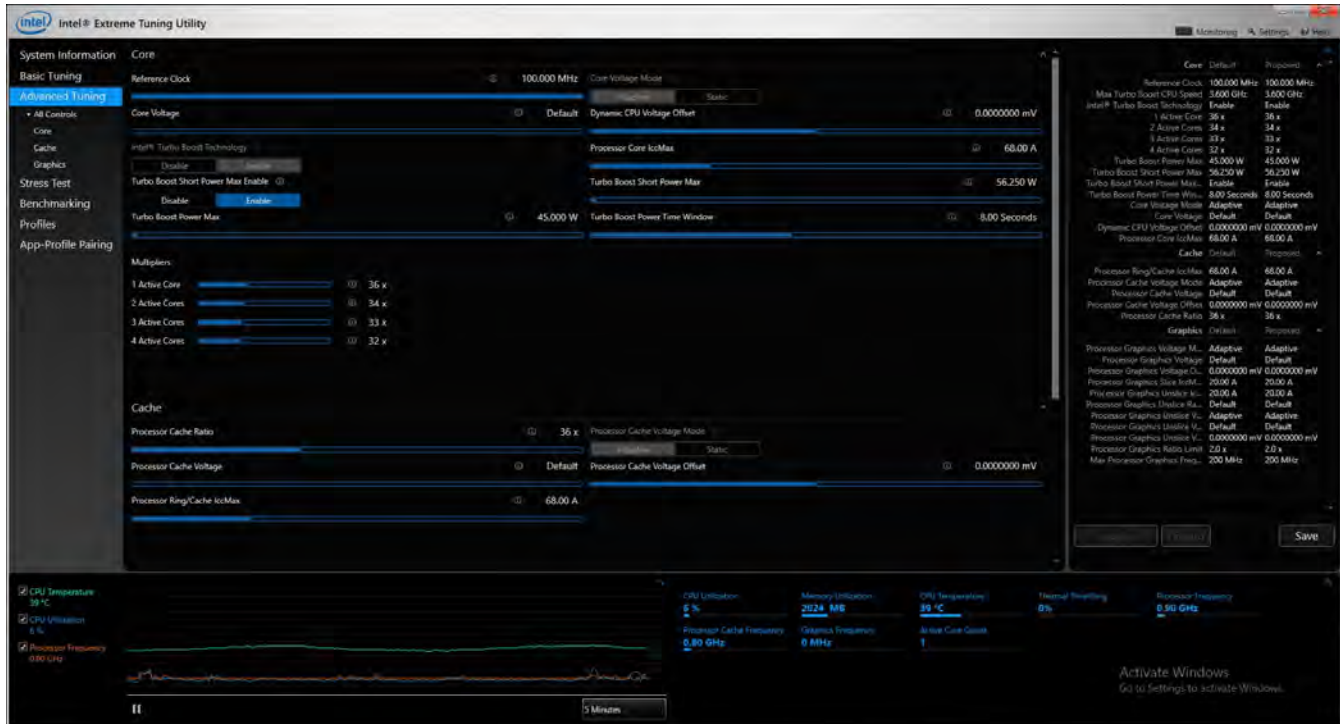 intel Intel® Extreme Tuning Utility
Monitoring Settings Help
System Information
Basic Tuning
Advanced Tuning
All Controls
Core
Cache
Graphics
Stress Test
Benchmarking
Profiles
App-Profile Pairing
Core
Reference Clock 100.000 MHz
Core Voltage Mode
Static
Core Voltage Default
Dynamic CPU Voltage Offset 0.0000000 mV
Intel® Turbo Boost Technology
Disable
Processor Core IccMax 68.00 A
Turbo Boost Short Power Max Enable
Disable Enable
Turbo Boost Short Power Max 56.250 W
Turbo Boost Power Max 45.000 W
Turbo Boost Power Time Window 8.00 Seconds
Multipliers
1 Active Core 36 x
2 Active Cores 34 x
3 Active Cores 33 x
4 Active Cores 32 x
Cache
Processor Cache Ratio 36 x
Processor Cache Voltage Mode
Static
Processor Cache Voltage Default
Processor Cache Voltage Offset 0.0000000 mV
Processor Ring/Cache IccMax 68.00 A
Core Default Proposed
Reference Clock 100.000 MHz 100.000 MHz
Max Turbo Boost CPU Speed 3.600 GHz 3.600 GHz
Intel® Turbo Boost Technology Enable Enable
1 Active Core 36 x 36 x
2 Active Cores 34 x 34 x
3 Active Cores 33 x 33 x
4 Active Cores 32 x 32 x
Turbo Boost Power Max 45.000 W 45.000 W
Turbo Boost Short Power Max 56.250 W 56.250 W
Turbo Boost Short Power Max... Enable Enable
Turbo Boost Power Time Win... 8.00 Seconds 8.00 Seconds
Core Voltage Mode Adaptive Adaptive
Core Voltage Default Default
Dynamic CPU Voltage Offset 0.0000000 mV 0.0000000 mV
Processor Core IccMax 68.00 A 68.00 A
Cache Default Proposed
Processor Ring/Cache IccMax 68.00 A 68.00 A
Processor Cache Voltage Mode Adaptive Adaptive
Processor Cache Voltage Default Default
Processor Cache Voltage Offset 0.0000000 mV 0.0000000 mV
Processor Cache Ratio 36 x 36 x
Graphics Default Proposed
Processor Graphics Voltage M... Adaptive Adaptive
Processor Graphics Voltage Default Default
Processor Graphics Voltage O... 0.0000000 mV 0.0000000 mV
Processor Graphics Slice IccM... 20.00 A 20.00 A
Processor Graphics Unslice Ic... 20.00 A 20.00 A
Processor Graphics Unslice Ra... Default Default
Processor Graphics Unslice V... Adaptive Adaptive
Processor Graphics Unslice V... Default Default
Processor Graphics Unslice V... 0.0000000 mV 0.0000000 mV
Processor Graphics Ratio Limit 2.0 x 2.0 x
Max Processor Graphics Freq... 200 MHz 200 MHz
Save
CPU Temperature
39 °C
CPU Utilization
6 %
Processor Frequency
0.80 GHz
5 Minutes
CPU Utilization
6 %
Memory Utilization
2024 MB
CPU Temperature
39 °C
Thermal Throttling
0%
Processor Frequency
0.90 GHz
Processor Cache Frequency
0.80 GHz
Graphics Frequency
0 MHz
Active Core Count
1
Activate Windows
Go to Settings to activate Windows.